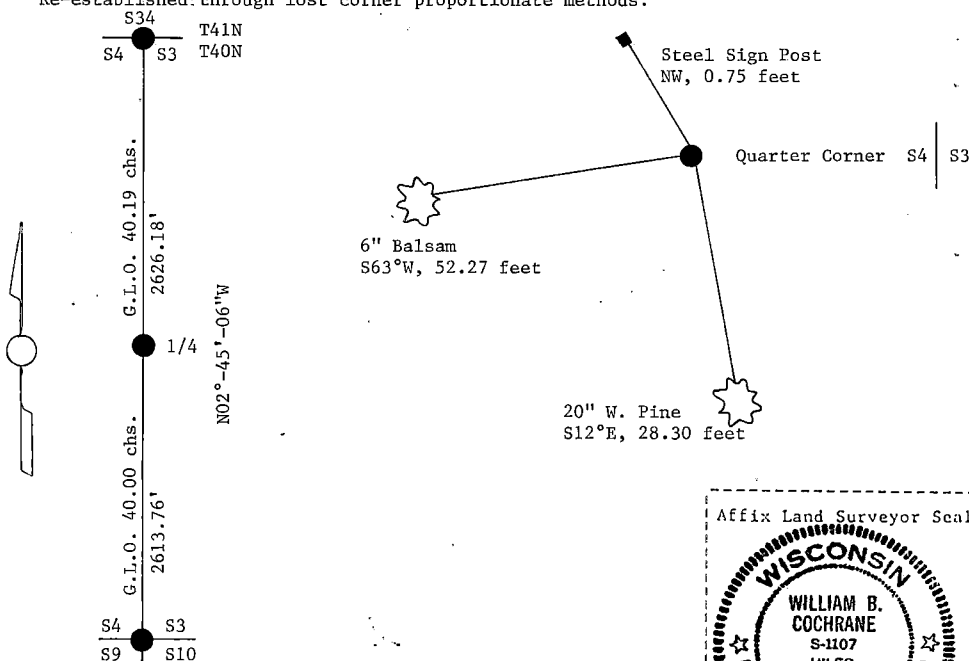 Re-established through lost corner proportionate methods.
S34
T41N
S4 S3 T40N
Steel Sign Post
NW, 0.75 feet
Quarter Corner S4 S3
6" Balsam
S63°W, 52.27 feet
G.L.O. 40.19 chs.
2626.18'
1/4
N02°-45'-06"W
20" W. Pine
S12°E, 28.30 feet
G.L.O. 40.00 chs.
2613.76'
S4 S3
S9 S10
Affix Land Surveyor Seal
WISCONSIN
WILLIAM B.
COCHRANE
S-1107